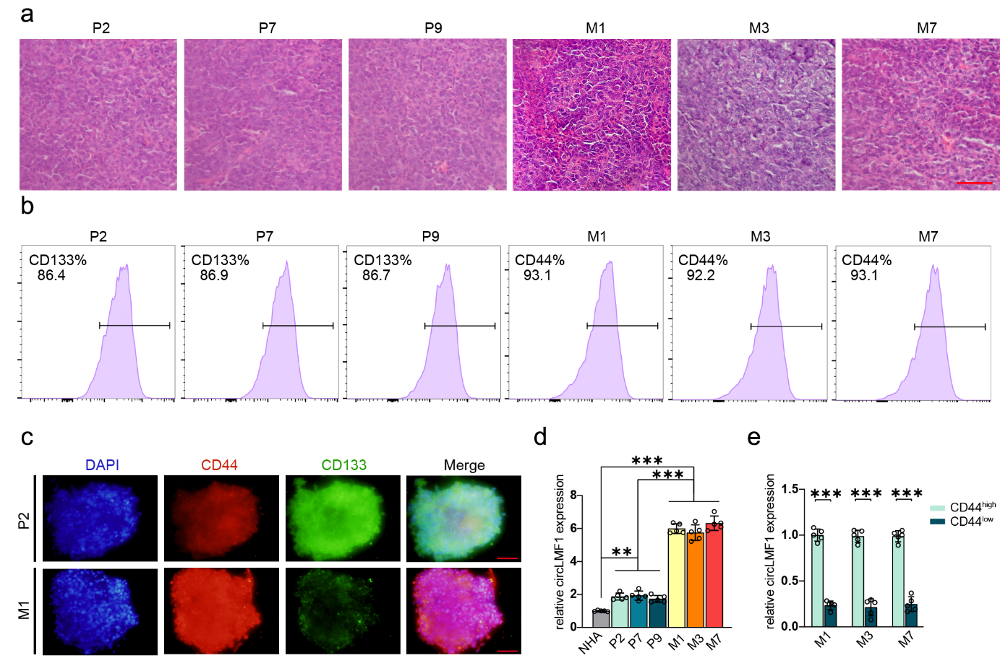 a
P2 P7 P9 M1 M3 M7
b
P2 P7 P9 M1 M3 M7
CD133% CD133% CD133% CD44% CD44% CD44%
86.4 86.9 86.7 93.1 92.2 93.1
c
DAPI CD44 CD133 Merge
P2
M1
d
relative circLMF1 expression
8
6
4
2
0
*** 
***
**
NHA P2 P7 P9 M1 M3 M7
e
relative circLMF1 expression
1.5
1.0
0.5
0.0
*** *** ***
M1 M3 M7
CD44high
CD44low